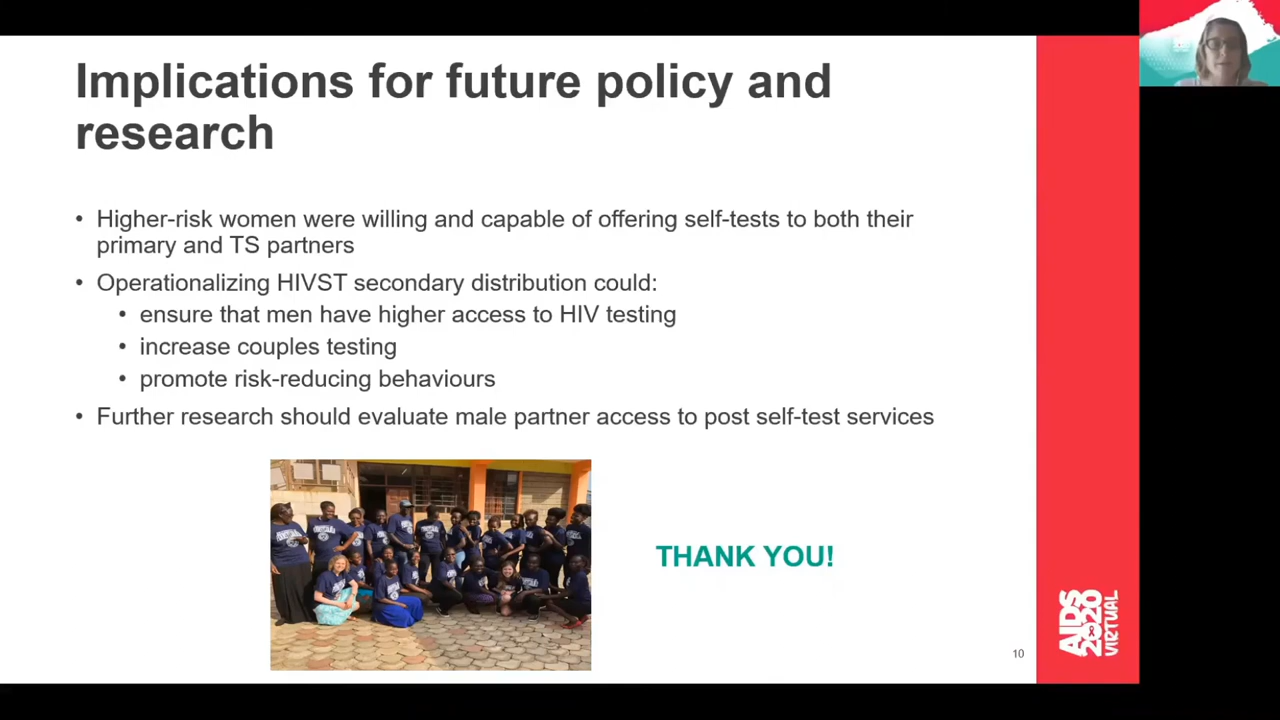 Implications for future policy and
research
• Higher-risk women were willing and capable of offering self-tests to both their
primary and TS partners
• Operationalizing HIVST secondary distribution could:
• ensure that men have higher access to HIV testing
• increase couples testing
• promote risk-reducing behaviours
• Further research should evaluate male partner access to post self-test services
THANK YOU!
10
AIDS
2020
VIRTUAL